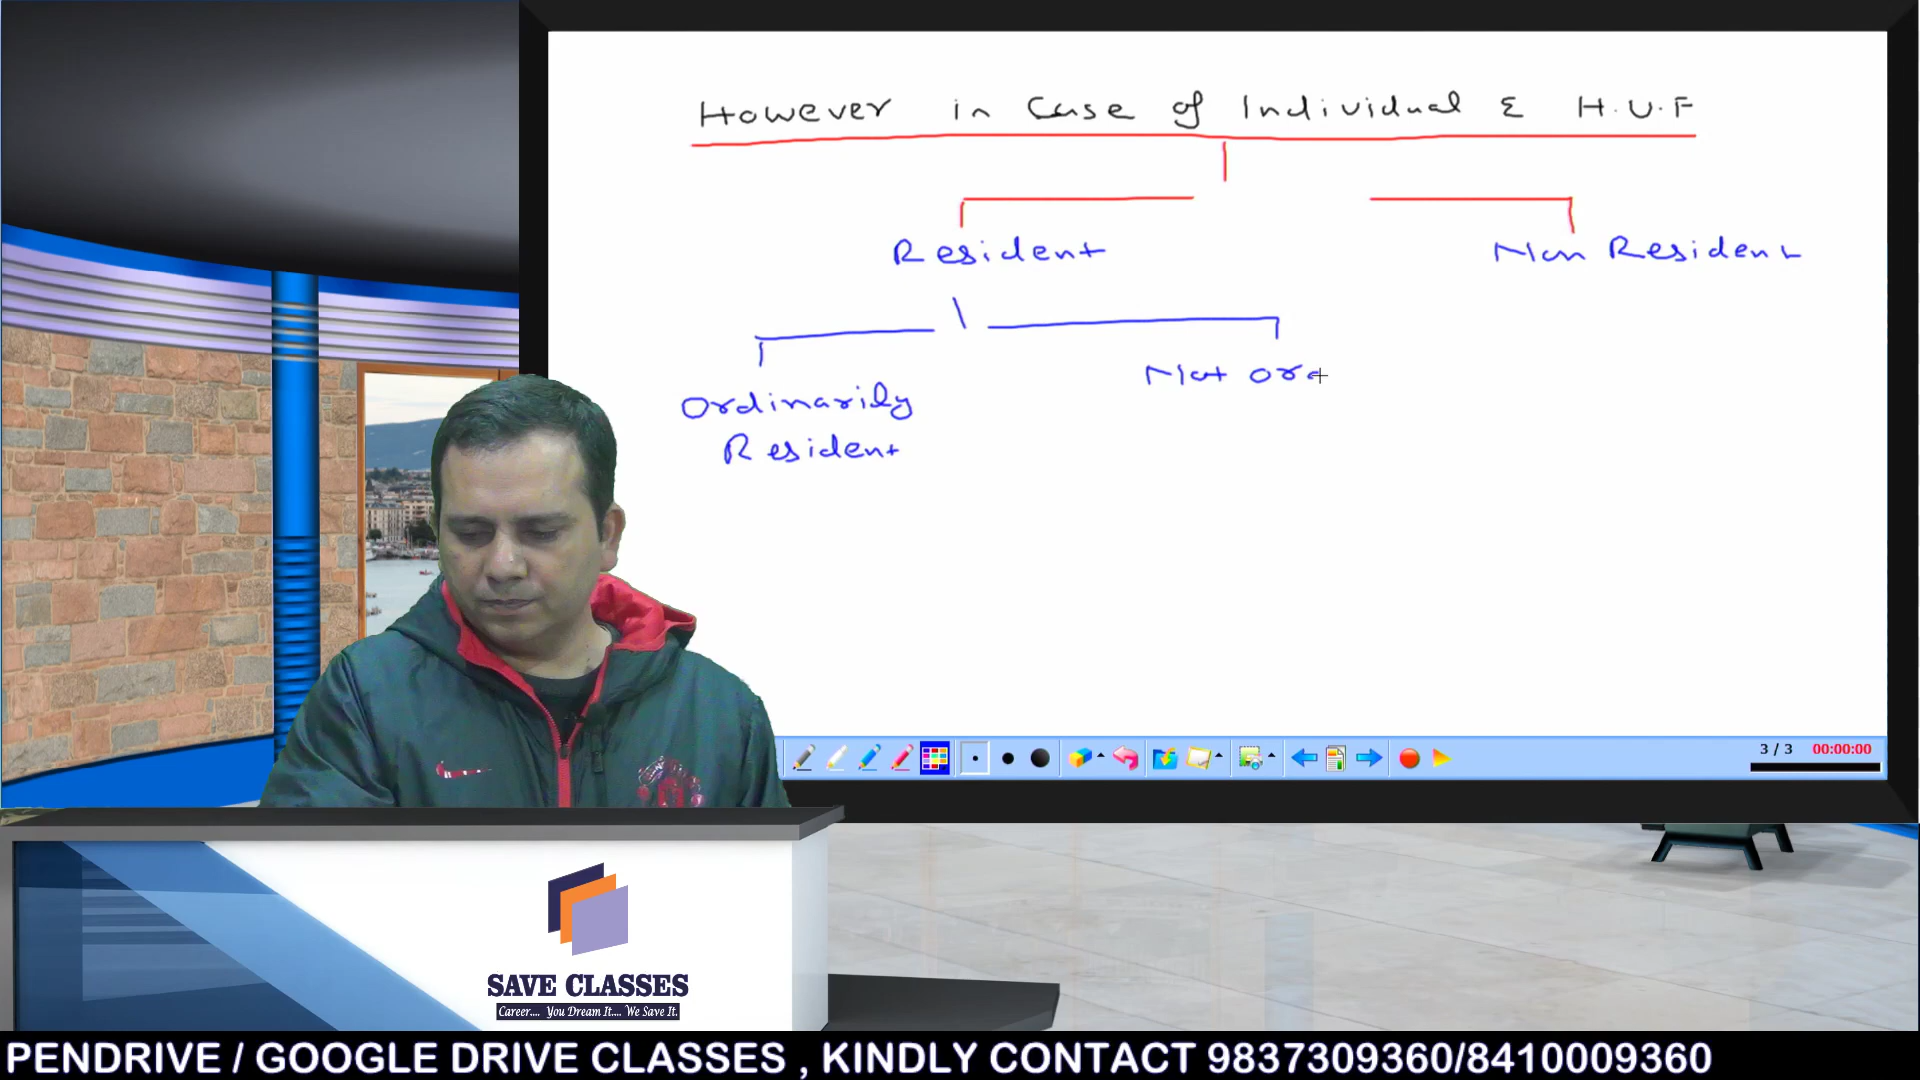 However in Case of Individual & H.U.F
Resident
Non Resident
Ordinarily
Resident
Not ord
3 / 3 00:00:00
SAVE CLASSES
Career.... You Dream It.... We Save It.
PENDRIVE / GOOGLE DRIVE CLASSES , KINDLY CONTACT 9837309360/8410009360